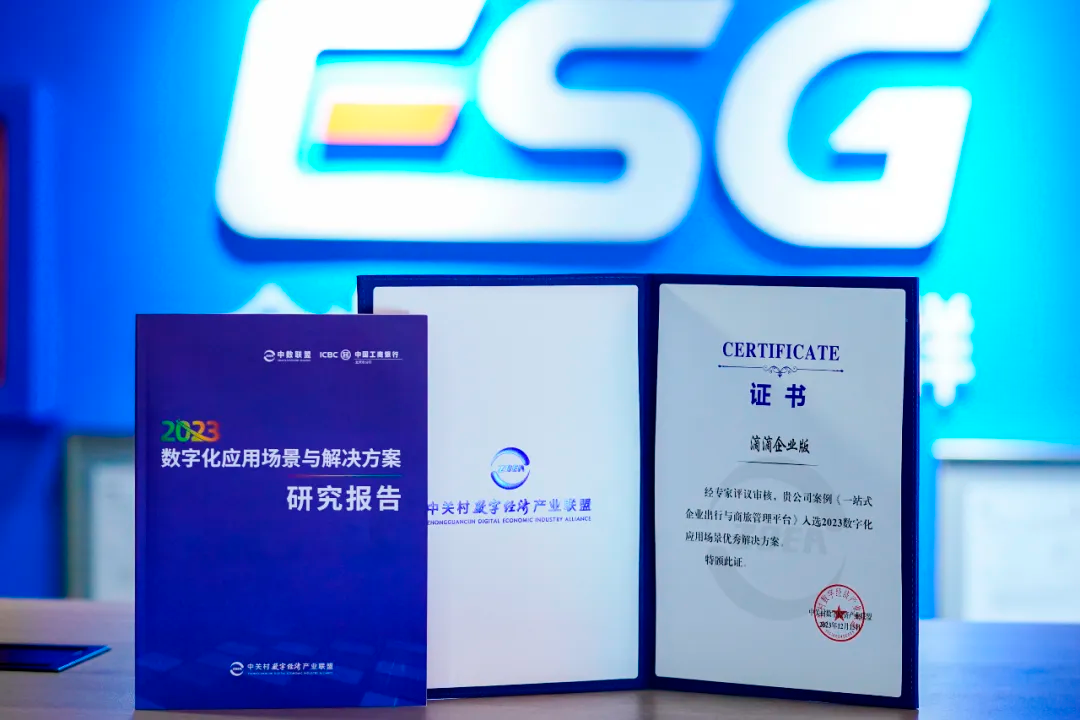 ESG
中数联盟 ICBC 中国工商银行
2023
数字化应用场景与解决方案
研究报告
中关村数字经济产业联盟
中关村数字经济产业联盟
ZHONGGUANCUN DIGITAL ECONOMIC INDUSTRY ALLIANCE
CERTIFICATE
证书
滴滴企业版
经专家评议审核，贵公司案例《一站式
企业出行与商旅管理平台》入选2023数字化
应用场景优秀解决方案。
特颁此证。